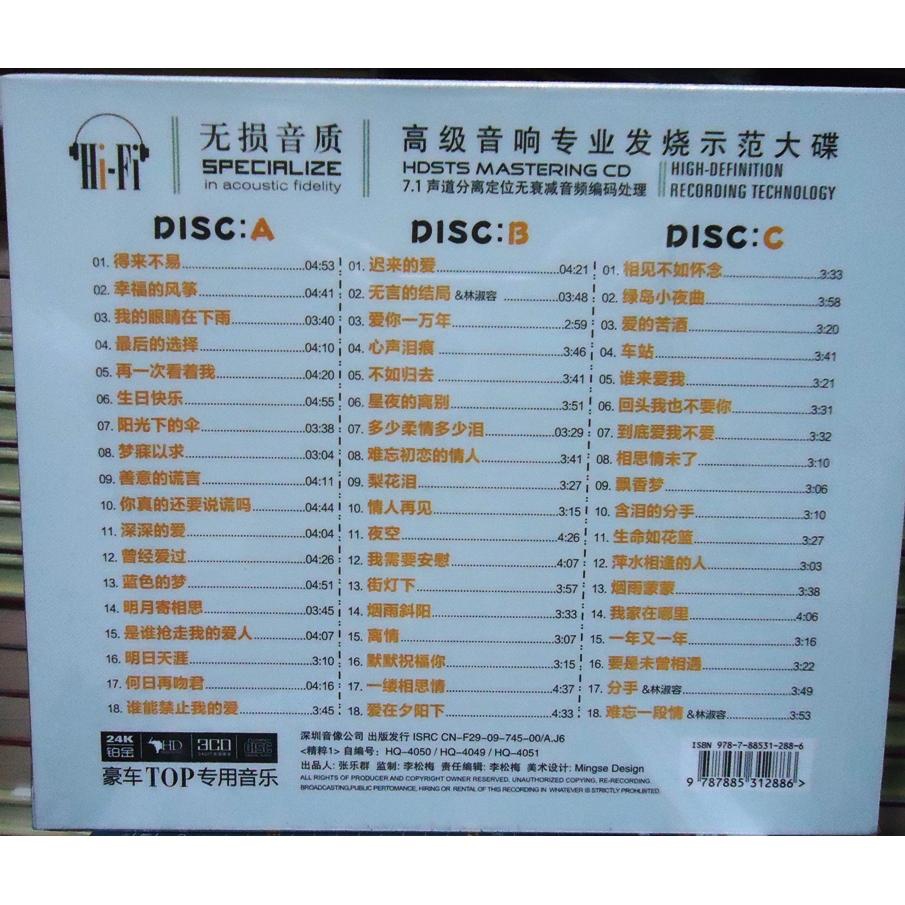 Hi-Fi
无损音质
SPECIALIZE
in acoustic fidelity
高级音响专业发烧示范大碟
HDSTS MASTERING CD
7.1 声道分离定位无衰减音频编码处理
HIGH-DEFINITION
RECORDING TECHNOLOGY
DISC:A
01. 得来不易 04:53
02. 幸福的风筝 04:41
03. 我的眼睛在下雨 03:40
04. 最后的选择 04:10
05. 再一次看着我 04:20
06. 生日快乐 04:55
07. 阳光下的伞 03:38
08. 梦寐以求 03:04
09. 善意的谎言 04:11
10. 你真的还要说谎吗 04:44
11. 深深的爱 04:04
12. 曾经爱过 04:26
13. 蓝色的梦 04:51
14. 明月寄相思 03:45
15. 是谁抢走我的爱人 04:07
16. 明日天涯 3:10
17. 何日再吻君 04:16
18. 谁能禁止我的爱 3:45
DISC:B
01. 迟来的爱 04:21
02. 无言的结局 &林淑容 03:48
03. 爱你一万年 2:59
04. 心声泪痕 3:46
05. 不如归去 3:41
06. 星夜的离别 3:51
07. 多少柔情多少泪 03:29
08. 难忘初恋的情人 3:41
09. 梨花泪 3:27
10. 情人再见 3:15
11. 夜空 4:26
12. 我需要安慰 4:07
13. 街灯下 3:57
14. 烟雨斜阳 3:33
15. 离情 3:07
16. 默默祝福你 3:15
17. 一缕相思情 4:37
18. 爱在夕阳下 4:33
DISC:C
01. 相见不如怀念 3:33
02. 绿岛小夜曲 3:58
03. 爱的苦酒 3:20
04. 车站 3:41
05. 谁来爱我 3:21
06. 回头我也不要你 3:31
07. 到底爱我不爱 3:32
08. 相思情未了 3:10
09. 飘香梦 3:06
10. 含泪的分手 3:10
11. 生命如花篮 3:27
12. 萍水相逢的人 3:03
13. 烟雨蒙蒙 3:38
14. 我家在哪里 4:06
15. 一年又一年 3:16
16. 要是未曾相遇 3:22
17. 分手 &林淑容 3:49
18. 难忘一段情 &林淑容 3:53
24K
铂金
HD
3CD
豪车TOP专用音乐
深圳音像公司 出版发行 ISRC CN-F29-09-745-00/A.J6
<精粹1> 自编号：HQ-4050 / HQ-4049 / HQ-4051
出品人：张乐群 监制：李松梅 责任编辑：李松梅 美术设计：Mingse Design
ALL RIGHTS OF PRODUCER AND COPYRIGHT OWNER RESERVED. UNAUTHORIZED COPYING, RE-RECORDING.
BROADCASTING,PUBLIC PERTOMANCE, HIRING OR RENTAL OF THIS RECORDING IN WHATEVER IS STRICTLY PROHIBITED.
ISBN 978-7-88531-288-6
9 787885 312886 >